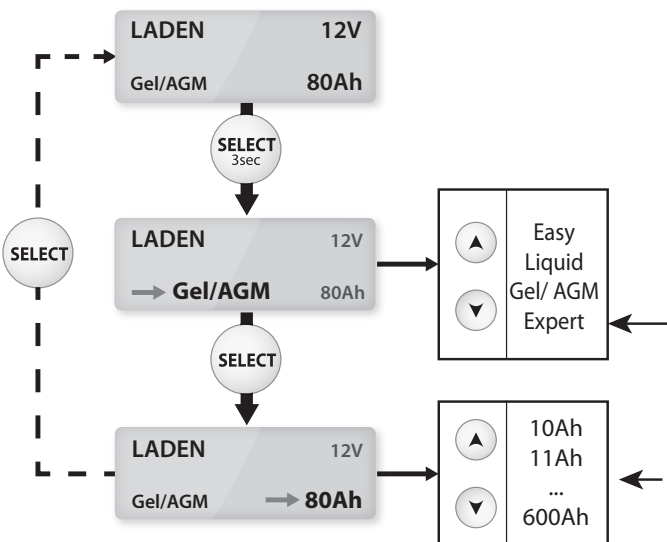 LADEN 12V
Gel/AGM 80Ah
SELECT
3sec
SELECT
LADEN 12V
Gel/AGM 80Ah
Easy
Liquid
Gel/ AGM
Expert
SELECT
LADEN 12V
Gel/AGM 80Ah
10Ah
11Ah
...
600Ah